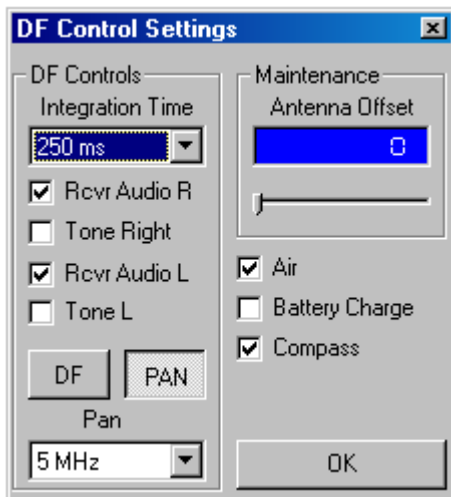 DF Control Settings
DF Controls
Integration Time
250 ms
Rcvr Audio R
Tone Right
Rcvr Audio L
Tone L
DF
PAN
Pan
5 MHz
Maintenance
Antenna Offset
0
Air
Battery Charge
Compass
OK